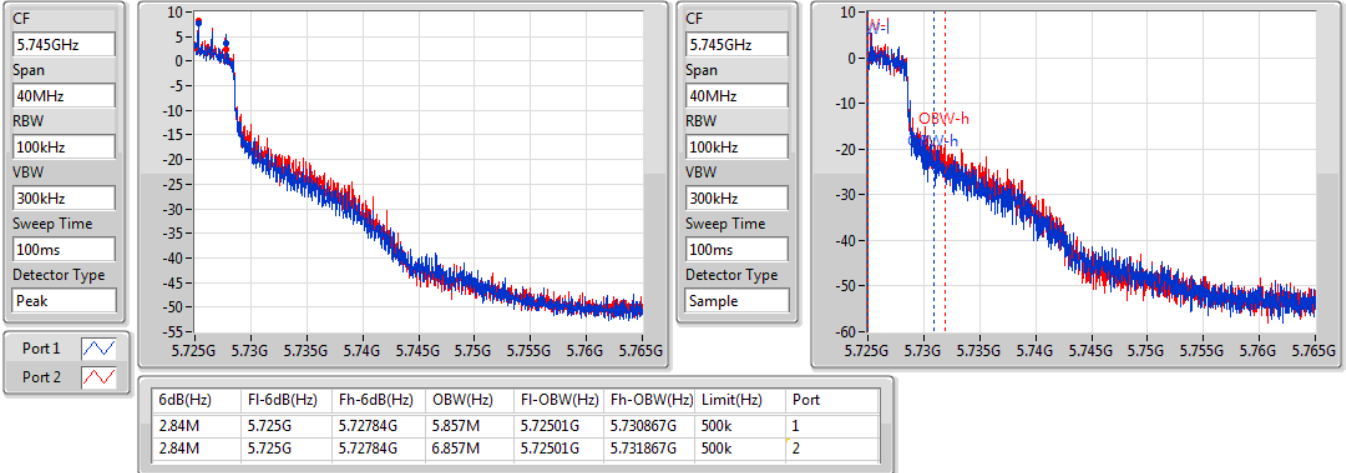 CF
5.745GHz
Span
40MHz
RBW
100kHz
VBW
300kHz
Sweep Time
100ms
Detector Type
Peak
Port 1
Port 2
10
5
0
-5
-10
-15
-20
-25
-30
-35
-40
-45
-50
-55
5.725G 5.73G 5.735G 5.74G 5.745G 5.75G 5.755G 5.76G 5.765G
CF
5.745GHz
Span
40MHz
RBW
100kHz
VBW
300kHz
Sweep Time
100ms
Detector Type
Sample
10
0
-10
-20
-30
-40
-50
-60
W-l
OBW-h
5.725G 5.73G 5.735G 5.74G 5.745G 5.75G 5.755G 5.76G 5.765G
6dB(Hz) Fl-6dB(Hz) Fh-6dB(Hz) OBW(Hz) Fl-OBW(Hz) Fh-OBW(Hz) Limit(Hz) Port
2.84M 5.725G 5.72784G 5.857M 5.72501G 5.730867G 500k 1
2.84M 5.725G 5.72784G 6.857M 5.72501G 5.731867G 500k 2